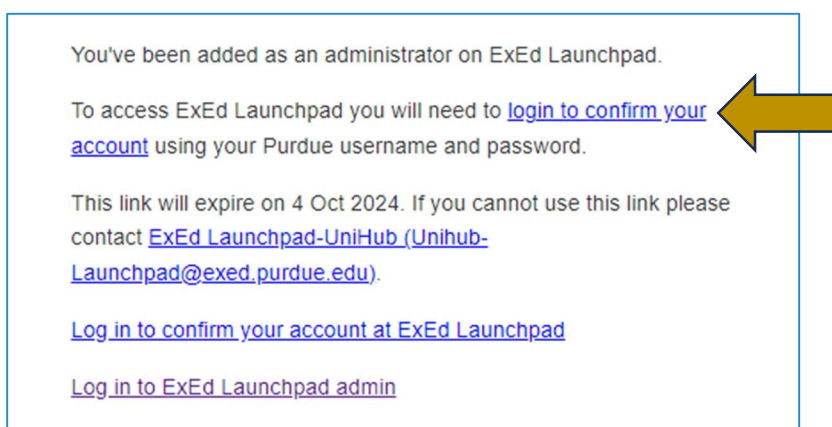 You've been added as an administrator on ExEd Launchpad.
To access ExEd Launchpad you will need to login to confirm your
account using your Purdue username and password.
This link will expire on 4 Oct 2024. If you cannot use this link please
contact ExEd Launchpad-UniHub (Unihub-
Launchpad@exed.purdue.edu).
Log in to confirm your account at ExEd Launchpad
Log in to ExEd Launchpad admin